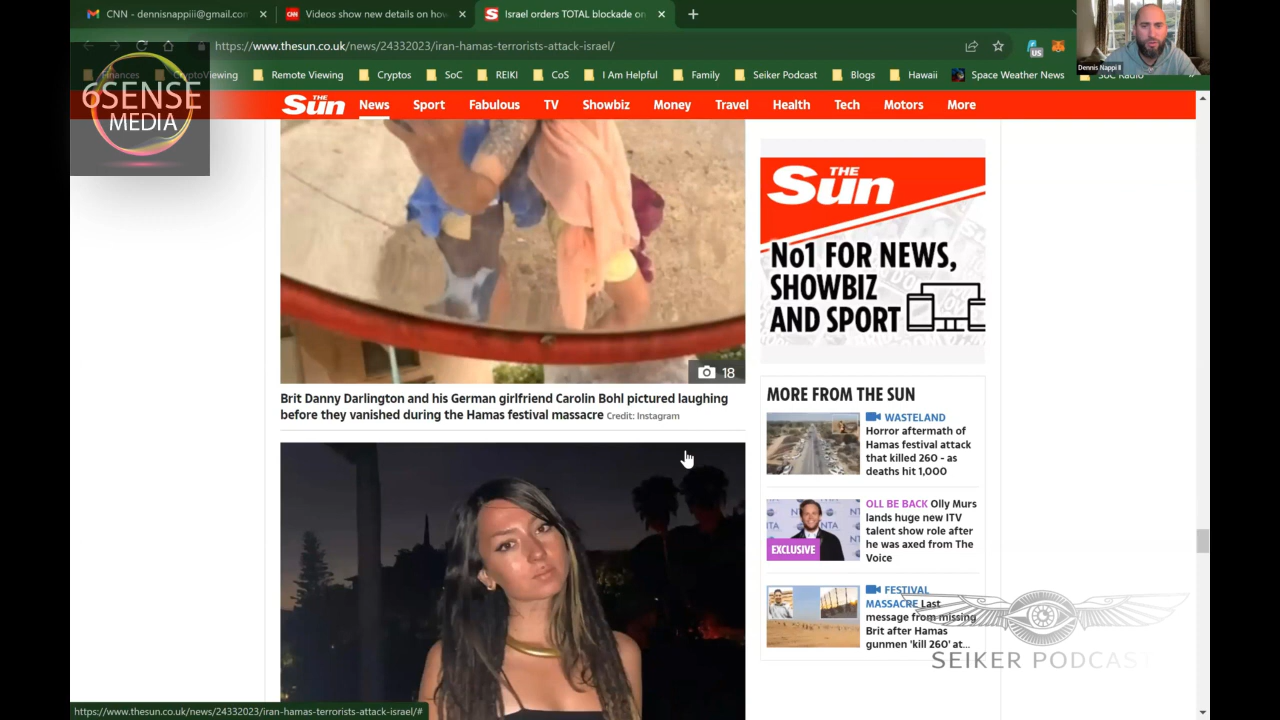 CNN - dennisnappiii@gmail.com
Videos show new details on how
Israel orders TOTAL blockade on
https://www.thesun.co.uk/news/24332023/iran-hamas-terrorists-attack-israel/
US
Dennis Nappi II
Finances
CryptoViewing
Remote Viewing
Cryptos
SoC
REIKI
CoS
I Am Helpful
Family
Seiker Podcast
Blogs
Hawaii
Space Weather News
SoC Radio
6SENSE
MEDIA
THE Sun
News
Sport
Fabulous
TV
Showbiz
Money
Travel
Health
Tech
Motors
More
18
Brit Danny Darlington and his German girlfriend Carolin Bohl pictured laughing
before they vanished during the Hamas festival massacre Credit: Instagram
THE
Sun
No1 FOR NEWS,
SHOWBIZ
AND SPORT
MORE FROM THE SUN
WASTELAND
Horror aftermath of
Hamas festival attack
that killed 260 - as
deaths hit 1,000
EXCLUSIVE
OLL BE BACK Olly Murs
lands huge new ITV
talent show role after
he was axed from The
Voice
FESTIVAL
MASSACRE Last
message from missing
Brit after Hamas
gunmen 'kill 260' at...
SEIKER PODCAST
https://www.thesun.co.uk/news/24332023/iran-hamas-terrorists-attack-israel/#